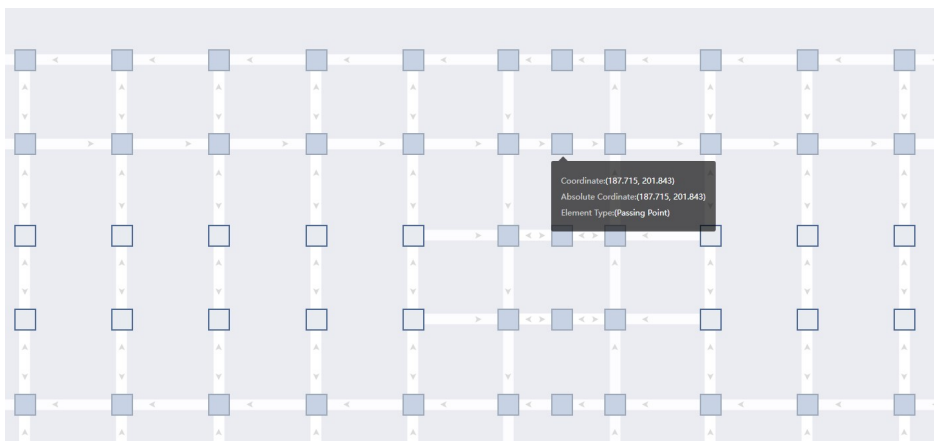 Coordinate:(187.715, 201.843)
Absolute Cordinate:(187.715, 201.843)
Element Type:(Passing Point)